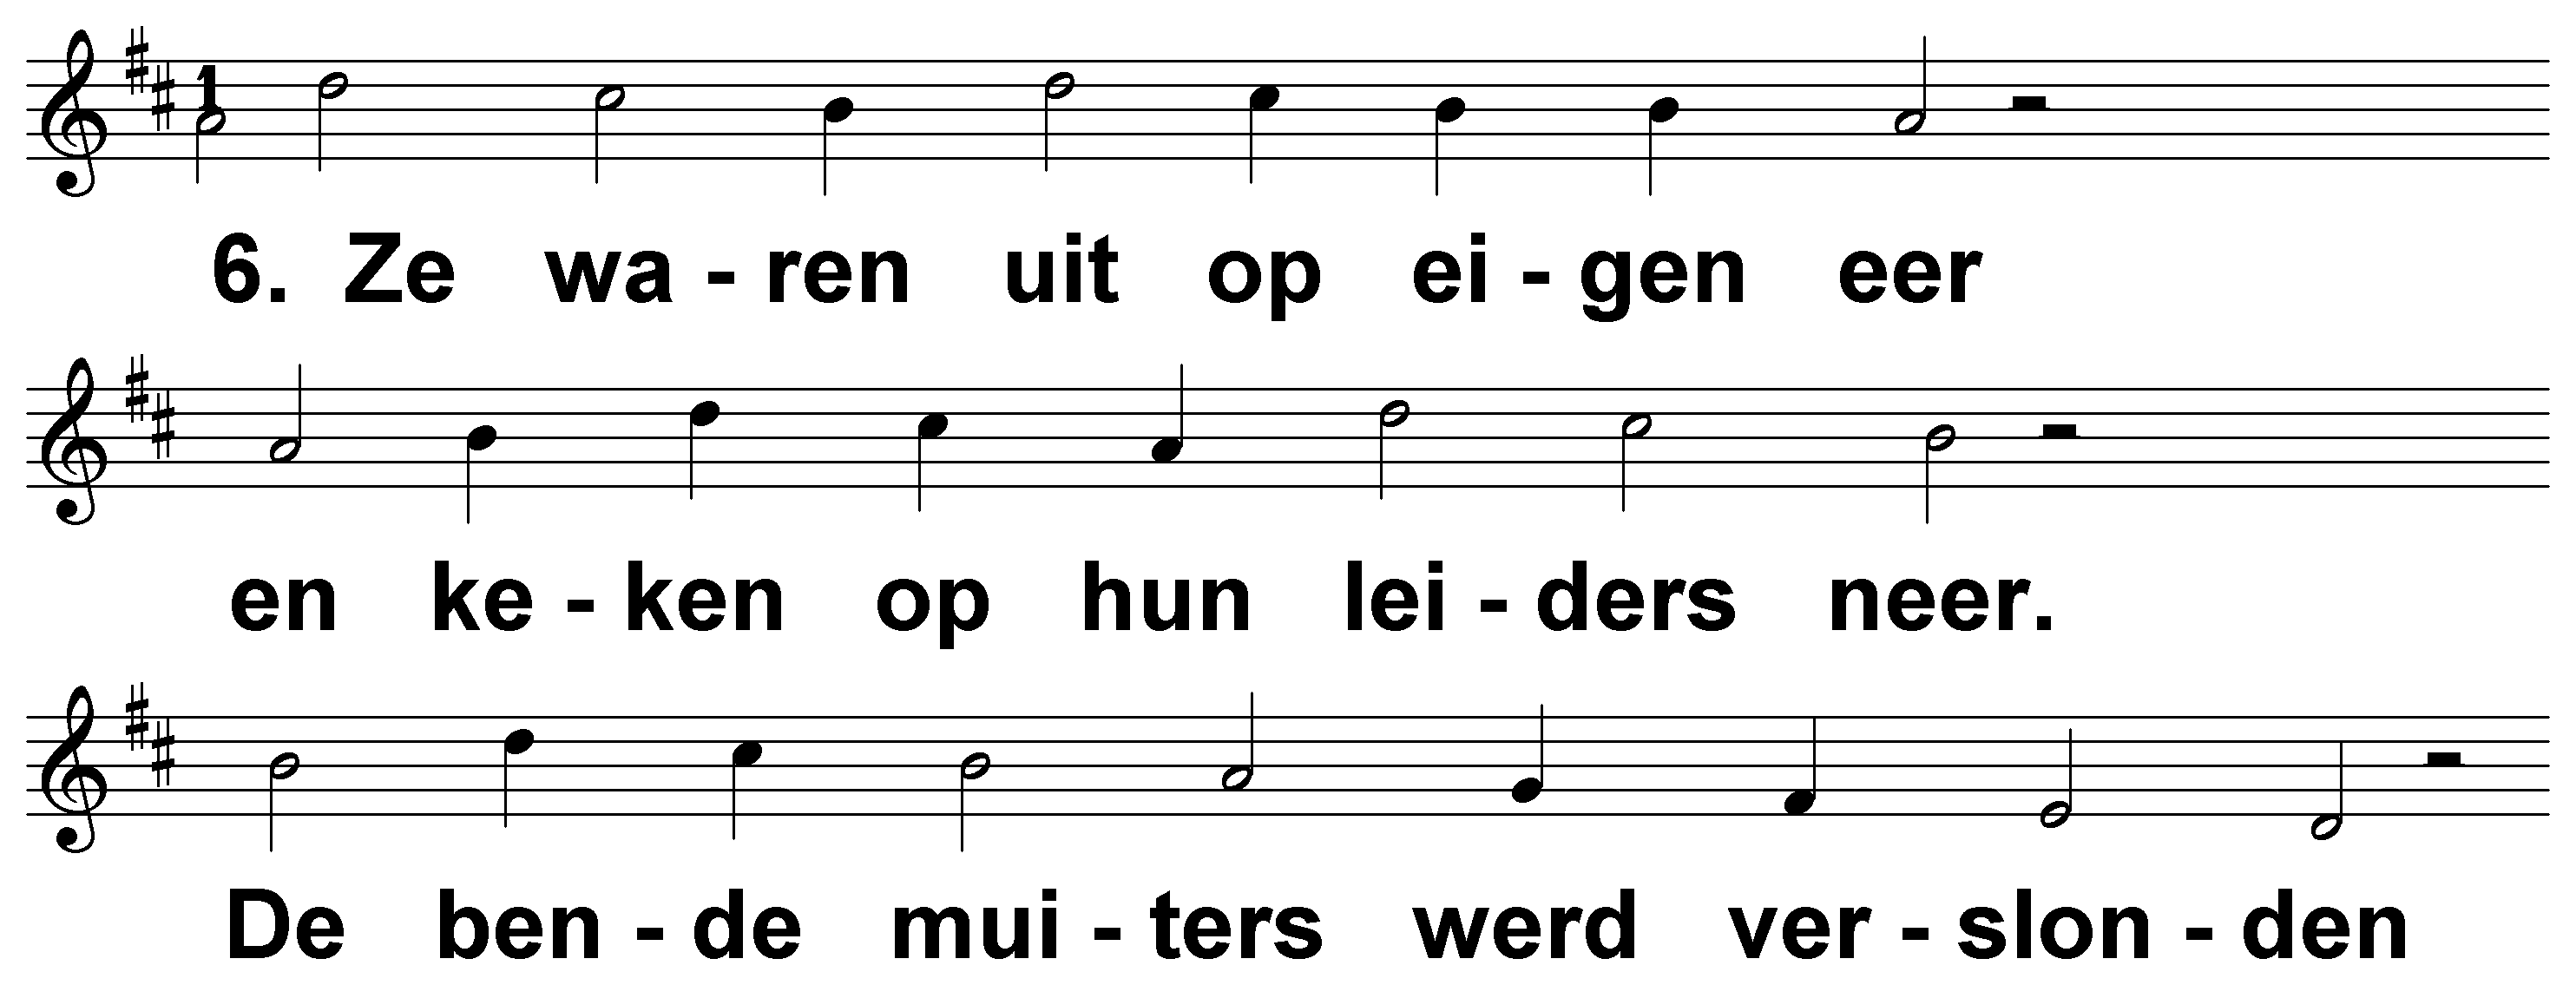 1
6. Ze wa - ren uit op ei - gen eer
en ke - ken op hun lei - ders neer.
De ben - de mui - ters werd ver - slon - den